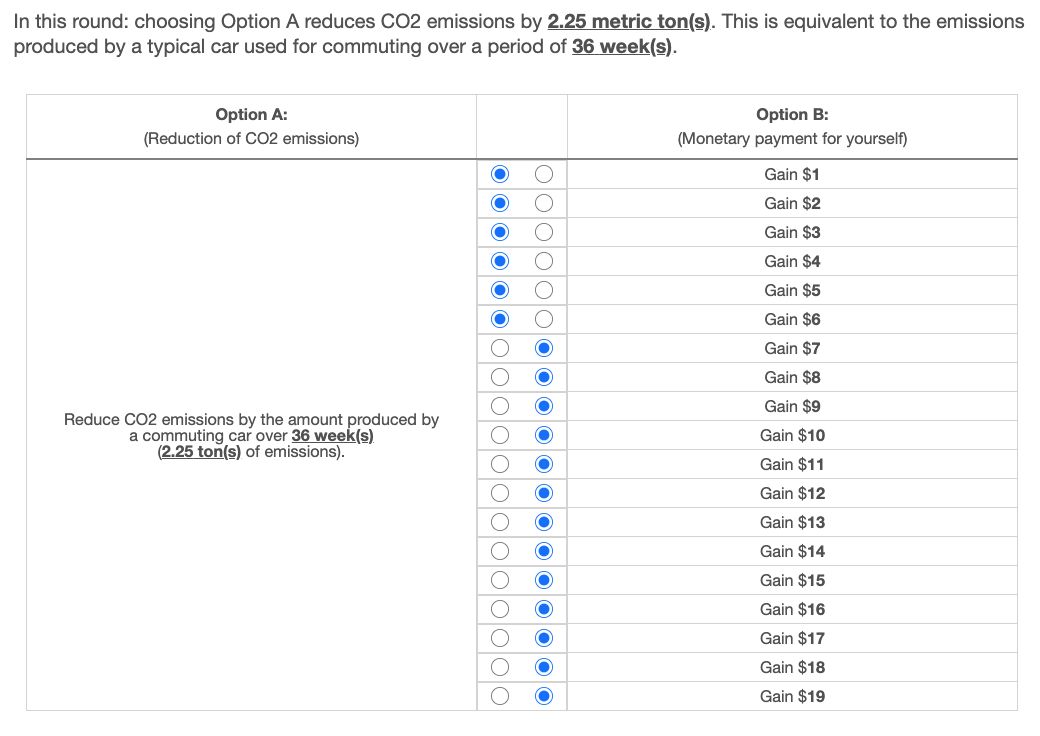 In this round: choosing Option A reduces CO2 emissions by 2.25 metric ton(s). This is equivalent to the emissions
produced by a typical car used for commuting over a period of 36 week(s).
Option A:
(Reduction of CO2 emissions)
Option B:
(Monetary payment for yourself)
Reduce CO2 emissions by the amount produced by
a commuting car over 36 week(s)
(2.25 ton(s) of emissions).
Gain $1
Gain $2
Gain $3
Gain $4
Gain $5
Gain $6
Gain $7
Gain $8
Gain $9
Gain $10
Gain $11
Gain $12
Gain $13
Gain $14
Gain $15
Gain $16
Gain $17
Gain $18
Gain $19